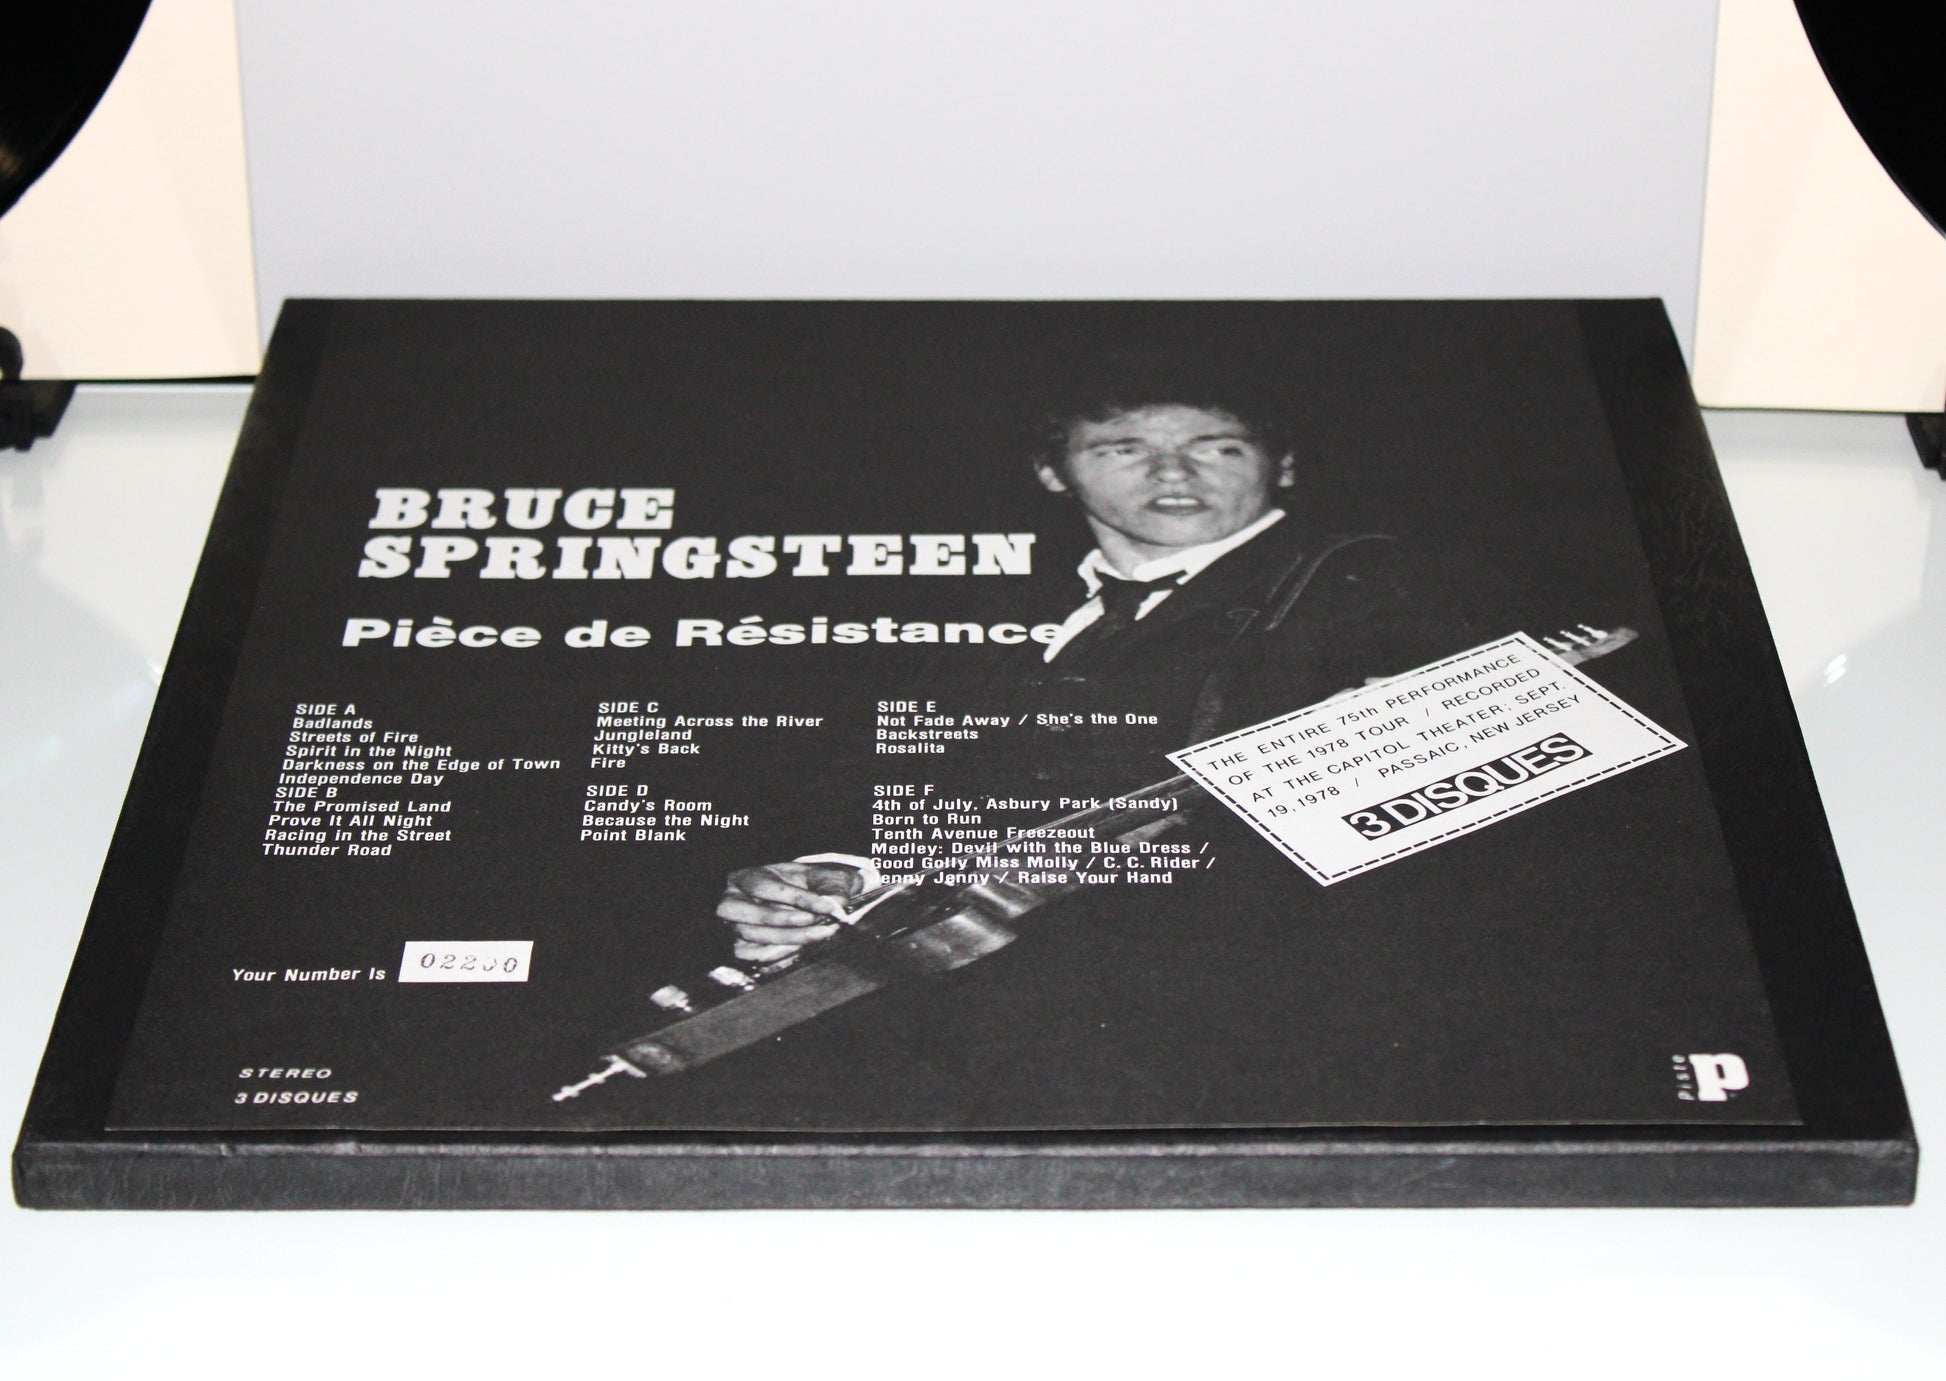 BRUCE
SPRINGSTEEN
Pièce de Résistance
SIDE A
Badlands
Streets of Fire
Spirit in the Night
Darkness on the Edge of Town
Independence Day
SIDE B
The Promised Land
Prove It All Night
Racing in the Street
Thunder Road
SIDE C
Meeting Across the River
Jungleland
Kitty's Back
Fire
SIDE D
Candy's Room
Because the Night
Point Blank
SIDE E
Not Fade Away / She's the One
Backstreets
Rosalita
SIDE F
4th of July, Asbury Park (Sandy)
Born to Run
Tenth Avenue Freezeout
Medley: Devil with the Blue Dress /
Good Golly Miss Molly / C. C. Rider /
Jenny Jenny / Raise Your Hand
THE ENTIRE 75th PERFORMANCE
OF THE 1978 TOUR / RECORDED
AT THE CAPITOL THEATER; SEPT.
19, 1978 / PASSAIC, NEW JERSEY
3 DISQUES
Your Number Is
STEREO
3 DISQUES
piste
p